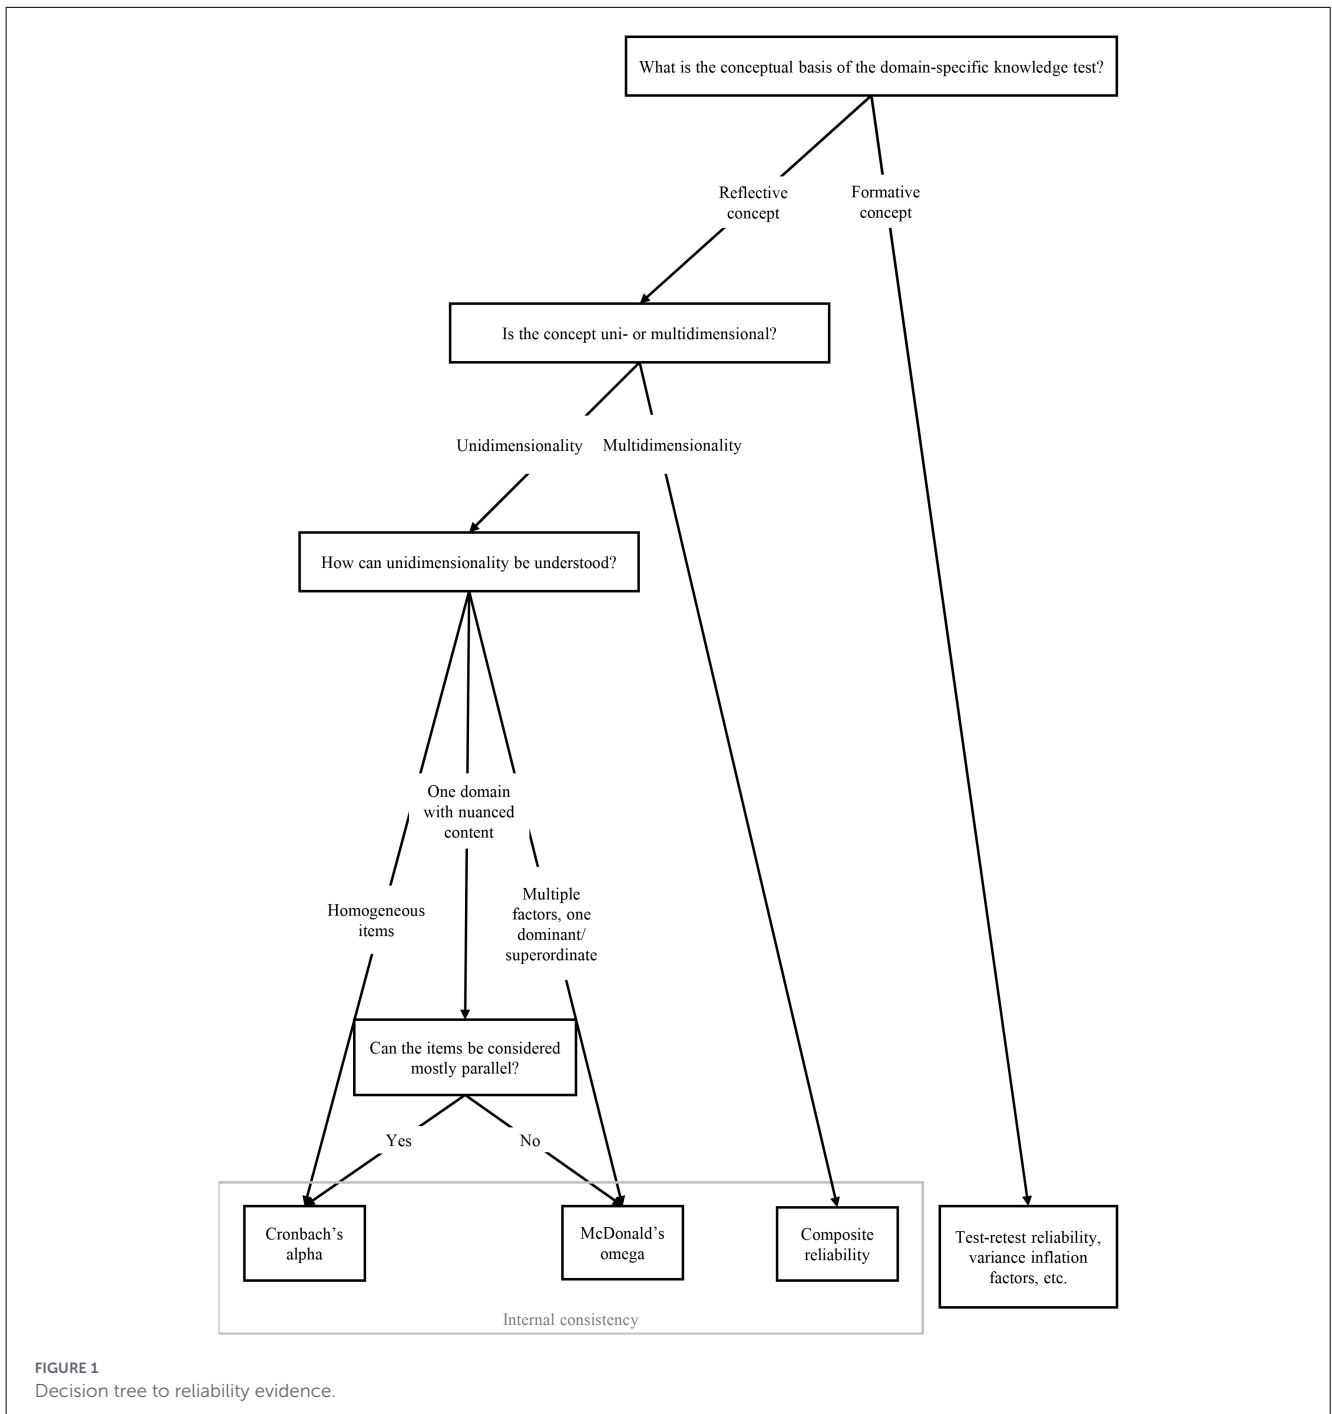 What is the conceptual basis of the domain-specific knowledge test?
Reflective
concept
Formative
concept
Is the concept uni- or multidimensional?
Unidimensionality
Multidimensionality
How can unidimensionality be understood?
One domain
with nuanced
content
Homogeneous
items
Multiple
factors, one
dominant/
superordinate
Can the items be considered
mostly parallel?
Yes
No
Cronbach's
alpha
McDonald's
omega
Composite
reliability
Test-retest reliability,
variance inflation
factors, etc.
Internal consistency
FIGURE 1
Decision tree to reliability evidence.